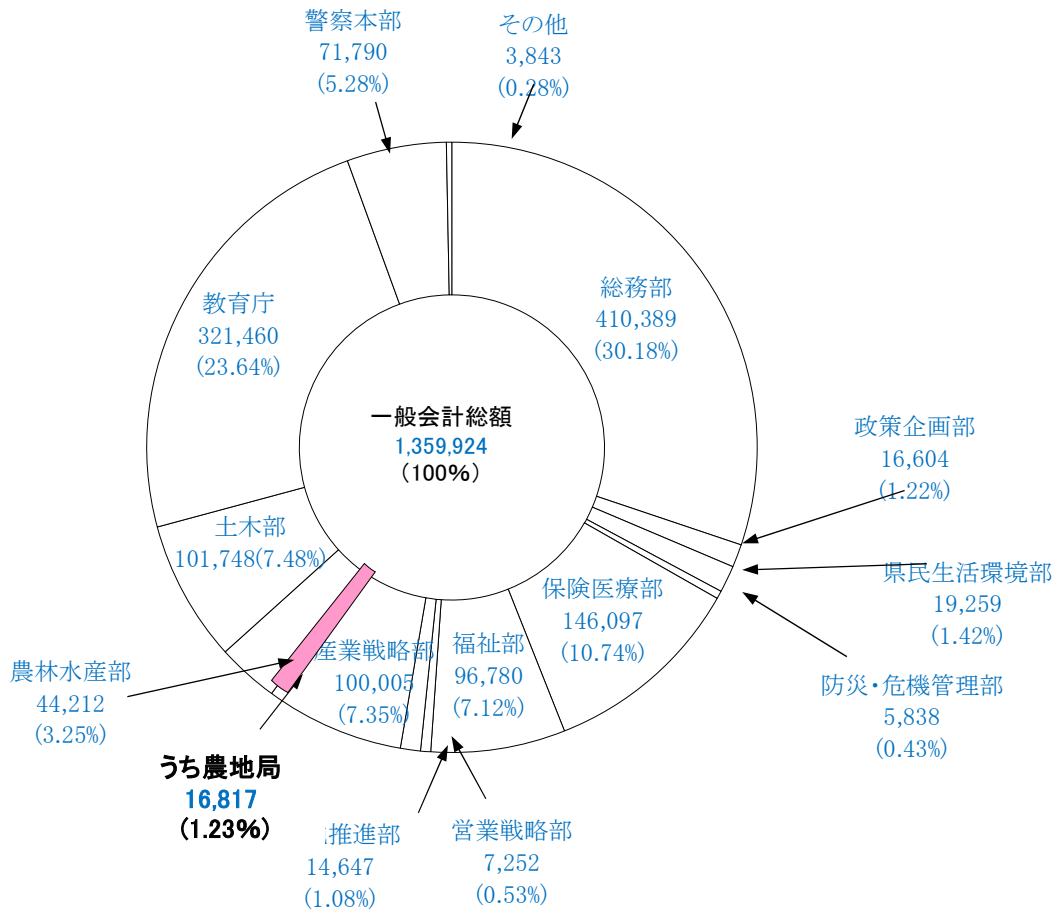 警察本部
71,790
(5.28%)
その他
3,843
(0.28%)
総務部
410,389
(30.18%)
教育庁
321,460
(23.64%)
一般会計総額
1,359,924
(100%)
政策企画部
16,604
(1.22%)
県民生活環境部
19,259
(1.42%)
防災・危機管理部
5,838
(0.43%)
保険医療部
146,097
(10.74%)
福祉部
96,780
(7.12%)
営業戦略部
7,252
(0.53%)
推進部
14,647
(1.08%)
産業戦略部
100,005
(7.35%)
土木部
101,748(7.48%)
農林水産部
44,212
(3.25%)
うち農地局
16,817
(1.23%)